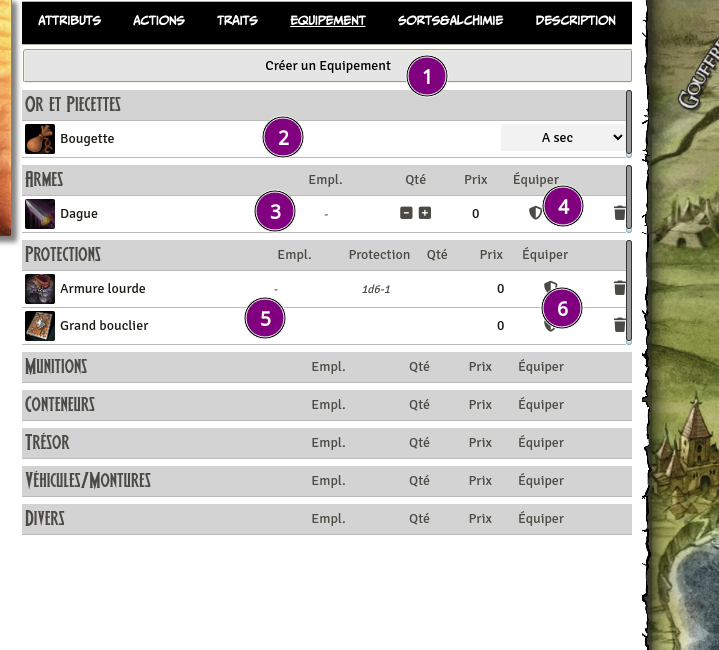 ATTRIBUTS ACTIONS TRAITS EQUIPEMENT SORTS&ALCHIMIE DESCRIPTION
Créer un Equipement 1
OR ET PIECETTES
Bougette 2 A sec
ARMES Empl. Qté Prix Équiper
Dague 3 - 0 4
PROTECTIONS Empl. Protection Qté Prix Équiper
Armure lourde - 1d6-1 0
Grand bouclier 5 0 6
MUNITIONS Empl. Qté Prix Équiper
CONTENEURS Empl. Qté Prix Équiper
TRÉSOR Empl. Qté Prix Équiper
VÉHICULES/MONTURES Empl. Qté Prix Équiper
DIVERS Empl. Qté Prix Équiper